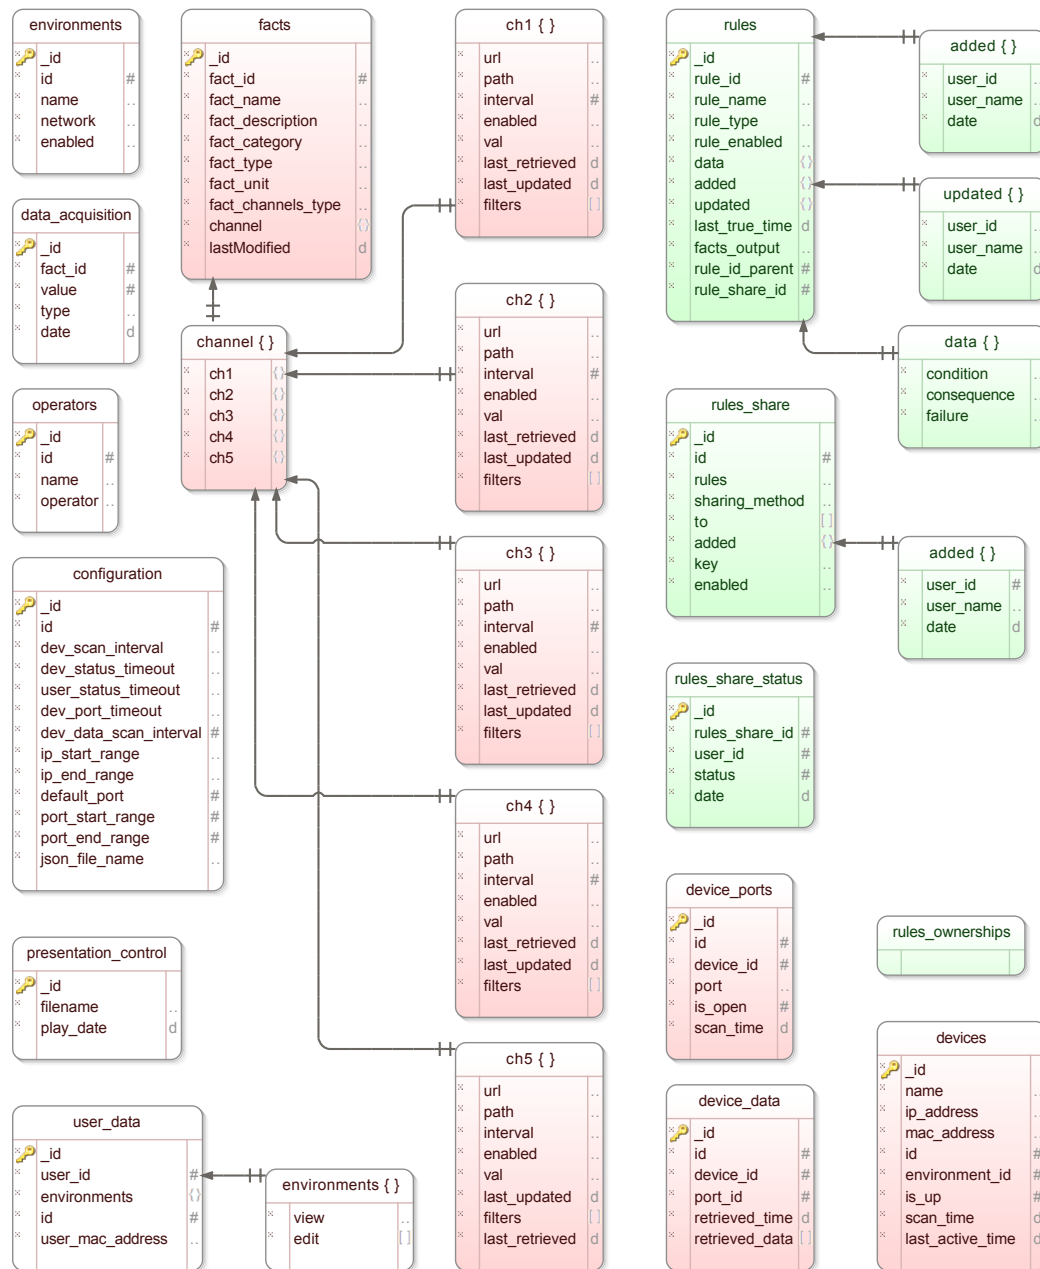 environments
_id
id #
name ..
network ..
enabled ..
data_acquisition
_id
fact_id #
value #
type ..
date d
operators
_id
id #
name ..
operator ..
configuration
_id
id #
dev_scan_interval ..
dev_status_timeout ..
user_status_timeout ..
dev_port_timeout ..
dev_data_scan_interval #
ip_start_range ..
ip_end_range ..
default_port #
port_start_range #
port_end_range #
json_file_name ..
presentation_control
_id
filename ..
play_date d
user_data
_id
user_id #
environments {}
id #
user_mac_address ..
environments { }
view ..
edit []
facts
_id
fact_id #
fact_name ..
fact_description ..
fact_category ..
fact_type ..
fact_unit ..
fact_channels_type ..
channel {}
lastModified d
channel { }
ch1 {}
ch2 {}
ch3 {}
ch4 {}
ch5 {}
ch1 { }
url ..
path ..
interval #
enabled ..
val ..
last_retrieved d
last_updated d
filters []
ch2 { }
url ..
path ..
interval #
enabled ..
val ..
last_retrieved d
last_updated d
filters []
ch3 { }
url ..
path ..
interval #
enabled ..
val ..
last_retrieved d
last_updated d
filters []
ch4 { }
url ..
path ..
interval #
enabled ..
val ..
last_retrieved d
last_updated d
filters []
ch5 { }
url ..
path ..
interval ..
enabled ..
val ..
last_updated d
filters []
last_retrieved d
rules
_id
rule_id #
rule_name ..
rule_type ..
rule_enabled ..
data {}
added {}
updated {}
last_true_time d
facts_output ..
rule_id_parent #
rule_share_id #
added { }
user_id ..
user_name ..
date d
updated { }
user_id ..
user_name ..
date d
data { }
condition ..
consequence ..
failure ..
rules_share
_id
id #
rules ..
sharing_method ..
to []
added {}
key ..
enabled ..
added { }
user_id #
user_name ..
date d
rules_share_status
_id
rules_share_id #
user_id #
status #
date d
device_ports
_id
id #
device_id #
port ..
is_open #
scan_time d
rules_ownerships
device_data
_id
id #
device_id #
port_id #
retrieved_time d
retrieved_data []
devices
_id
name ..
ip_address ..
mac_address ..
id #
environment_id #
is_up #
scan_time d
last_active_time d